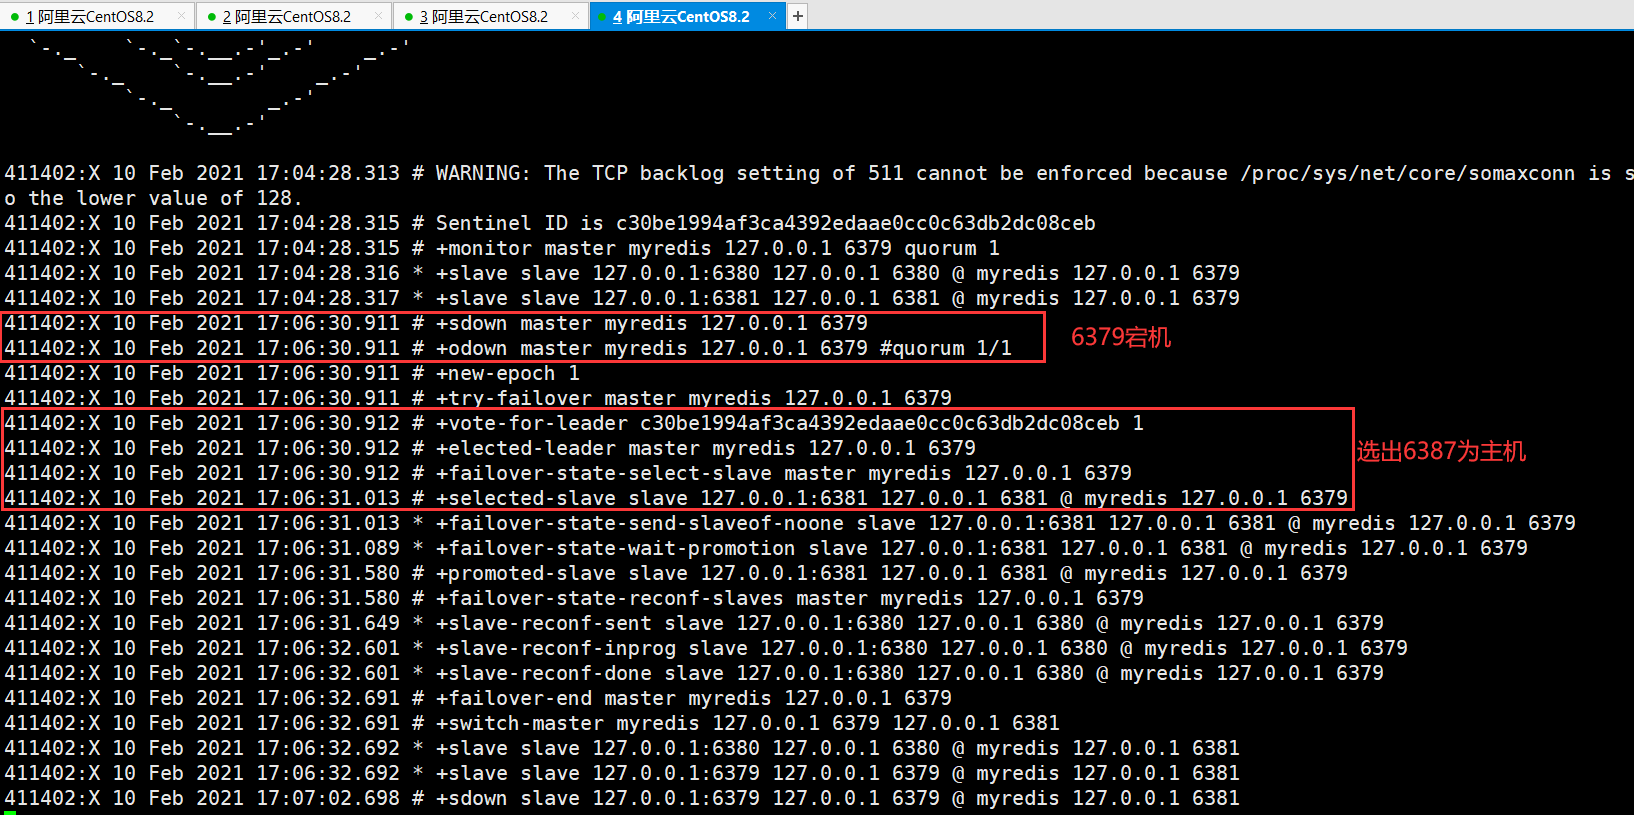 1 阿里云CentOS8.2 × 2 阿里云CentOS8.2 × 3 阿里云CentOS8.2 × 4 阿里云CentOS8.2 × +
411402:X 10 Feb 2021 17:04:28.313 # WARNING: The TCP backlog setting of 511 cannot be enforced because /proc/sys/net/core/somaxconn is s
o the lower value of 128.
411402:X 10 Feb 2021 17:04:28.315 # Sentinel ID is c30be1994af3ca4392edaae0cc0c63db2dc08ceb
411402:X 10 Feb 2021 17:04:28.315 # +monitor master myredis 127.0.0.1 6379 quorum 1
411402:X 10 Feb 2021 17:04:28.316 * +slave slave 127.0.0.1:6380 127.0.0.1 6380 @ myredis 127.0.0.1 6379
411402:X 10 Feb 2021 17:04:28.317 * +slave slave 127.0.0.1:6381 127.0.0.1 6381 @ myredis 127.0.0.1 6379
411402:X 10 Feb 2021 17:06:30.911 # +sdown master myredis 127.0.0.1 6379
6379宕机
411402:X 10 Feb 2021 17:06:30.911 # +odown master myredis 127.0.0.1 6379 #quorum 1/1
411402:X 10 Feb 2021 17:06:30.911 # +new-epoch 1
411402:X 10 Feb 2021 17:06:30.911 # +try-failover master myredis 127.0.0.1 6379
411402:X 10 Feb 2021 17:06:30.912 # +vote-for-leader c30be1994af3ca4392edaae0cc0c63db2dc08ceb 1
411402:X 10 Feb 2021 17:06:30.912 # +elected-leader master myredis 127.0.0.1 6379
选出6387为主机
411402:X 10 Feb 2021 17:06:30.912 # +failover-state-select-slave master myredis 127.0.0.1 6379
411402:X 10 Feb 2021 17:06:31.013 # +selected-slave slave 127.0.0.1:6381 127.0.0.1 6381 @ myredis 127.0.0.1 6379
411402:X 10 Feb 2021 17:06:31.013 * +failover-state-send-slaveof-noone slave 127.0.0.1:6381 127.0.0.1 6381 @ myredis 127.0.0.1 6379
411402:X 10 Feb 2021 17:06:31.089 * +failover-state-wait-promotion slave 127.0.0.1:6381 127.0.0.1 6381 @ myredis 127.0.0.1 6379
411402:X 10 Feb 2021 17:06:31.580 # +promoted-slave slave 127.0.0.1:6381 127.0.0.1 6381 @ myredis 127.0.0.1 6379
411402:X 10 Feb 2021 17:06:31.580 # +failover-state-reconf-slaves master myredis 127.0.0.1 6379
411402:X 10 Feb 2021 17:06:31.649 * +slave-reconf-sent slave 127.0.0.1:6380 127.0.0.1 6380 @ myredis 127.0.0.1 6379
411402:X 10 Feb 2021 17:06:32.601 * +slave-reconf-inprog slave 127.0.0.1:6380 127.0.0.1 6380 @ myredis 127.0.0.1 6379
411402:X 10 Feb 2021 17:06:32.601 * +slave-reconf-done slave 127.0.0.1:6380 127.0.0.1 6380 @ myredis 127.0.0.1 6379
411402:X 10 Feb 2021 17:06:32.691 # +failover-end master myredis 127.0.0.1 6379
411402:X 10 Feb 2021 17:06:32.691 # +switch-master myredis 127.0.0.1 6379 127.0.0.1 6381
411402:X 10 Feb 2021 17:06:32.692 * +slave slave 127.0.0.1:6380 127.0.0.1 6380 @ myredis 127.0.0.1 6381
411402:X 10 Feb 2021 17:06:32.692 * +slave slave 127.0.0.1:6379 127.0.0.1 6379 @ myredis 127.0.0.1 6381
411402:X 10 Feb 2021 17:07:02.698 # +sdown slave 127.0.0.1:6379 127.0.0.1 6379 @ myredis 127.0.0.1 6381